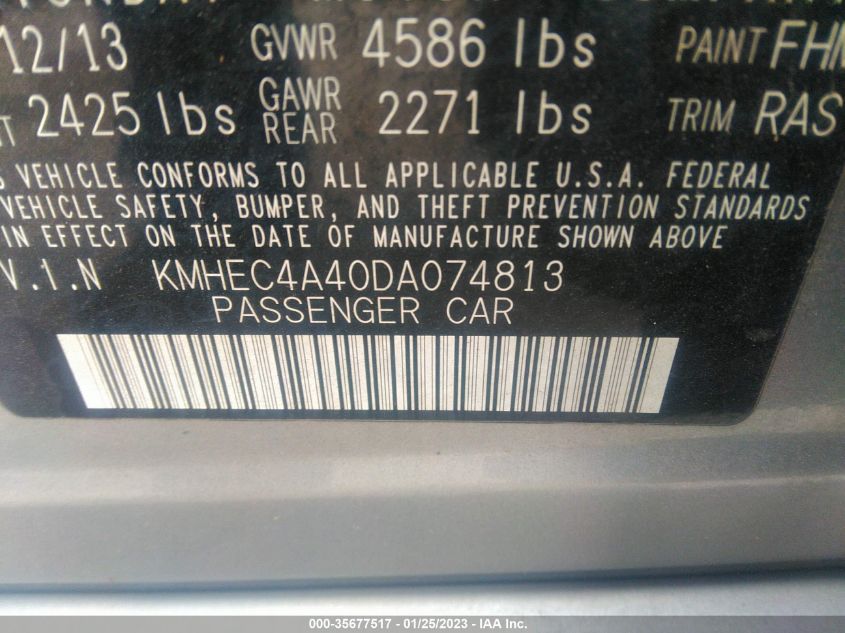 12/13 GVWR 4586 lbs PAINT FHM
2425 lbs GAWR REAR 2271 lbs TRIM RAS
VEHICLE CONFORMS TO ALL APPLICABLE U.S.A. FEDERAL
VEHICLE SAFETY, BUMPER, AND THEFT PREVENTION STANDARDS
IN EFFECT ON THE DATE OF MANUFACTURE SHOWN ABOVE
V.I.N KMHEC4A40DA074813
PASSENGER CAR
000-35677517 - 01/25/2023 - IAA Inc.